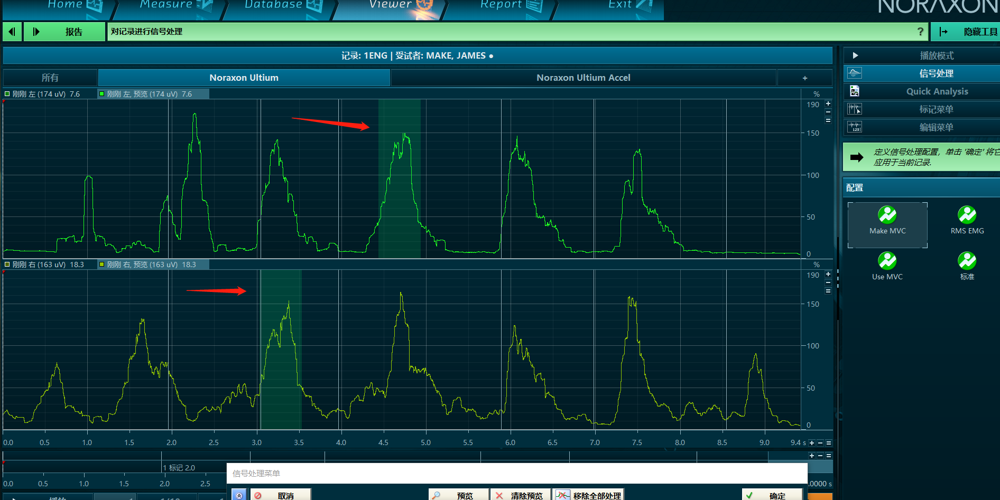 Home Measure Database Viewer Report Exit NORAXON
报告 对记录进行信号处理 ? 隐藏工具
记录: 1ENG | 受试者: MAKE, JAMES ●
播放模式
所有 Noraxon Ultium Noraxon Ultium Accel +
信号处理
Quick Analysis
标记菜单
编辑菜单
刚刚 左 (174 uV) 7.6 刚刚 左, 预览 (174 uV) 7.6 %
190
150
100
50
0
定义信号处理配置，单击 '确定' 将它
应用于当前记录.
配置
Make MVC RMS EMG
Use MVC 标准
刚刚 右 (163 uV) 18.3 刚刚 右, 预览 (163 uV) 18.3 %
190
150
100
50
0
0.0 0.5 1.0 1.5 2.0 2.5 3.0 3.5 4.0 4.5 5.0 5.5 6.0 6.5 7.0 7.5 8.0 8.5 9.0 9.4 s
1 标记 2.0
0.0 0.5 1.0 1.5 2.0 2.5 .0000 s
信号处理菜单
取消 预览 清除预览 移除全部处理 确定
播放